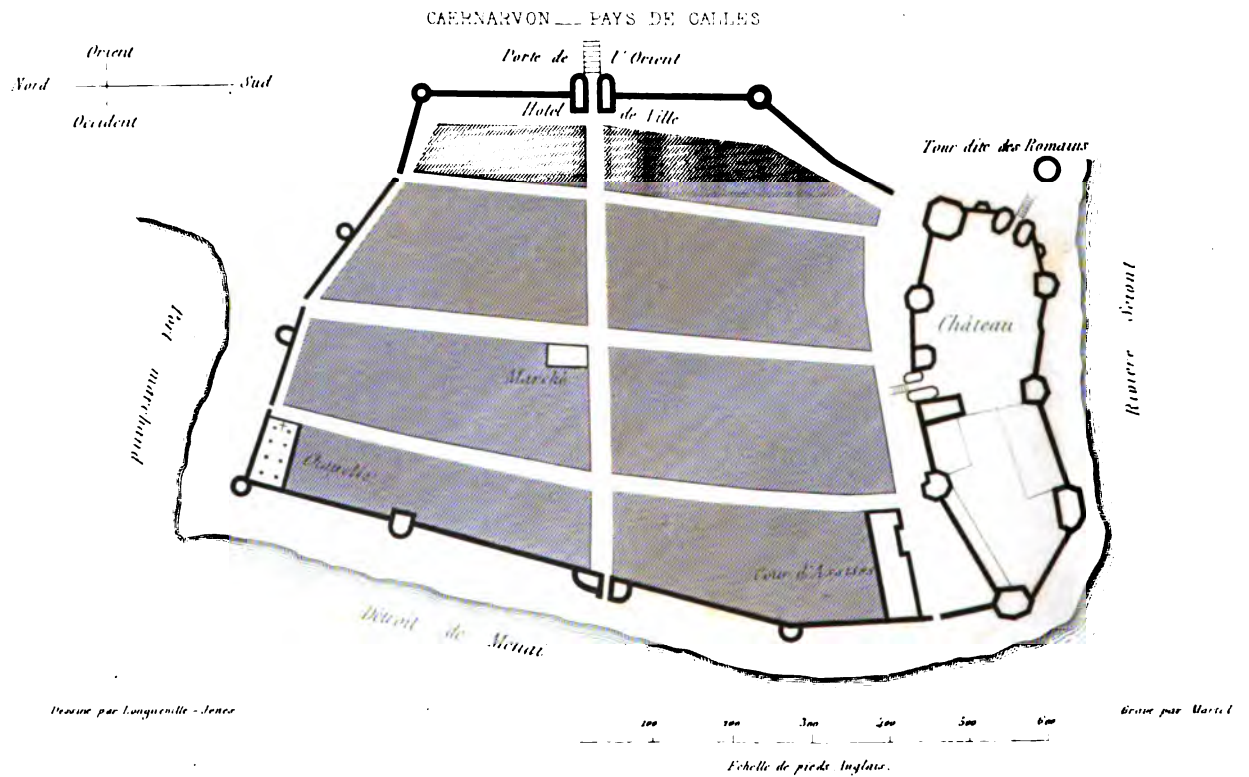 CAERNARVON __ PAYS DE GALLES
Orient
Nord Sud
Occident
Porte de l'Orient
Hotel de Ville
Tour dite des Romains
Port marchand
Château
Rivière Seiont
Marché
Chapelle
Cour d'Assises
Détroit de Menai
Dessiné par Longueville - Jones
Gravé par Martel
100 200 300 400 500 600
Echelle de pieds Anglais.